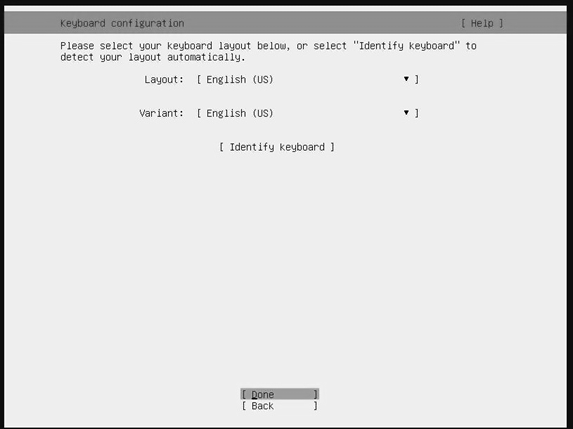 Keyboard configuration [ Help ]
Please select your keyboard layout below, or select "Identify keyboard" to
detect your layout automatically.
Layout: [ English (US) ▼ ]
Variant: [ English (US) ▼ ]
[ Identify keyboard ]
[ Done ]
[ Back ]